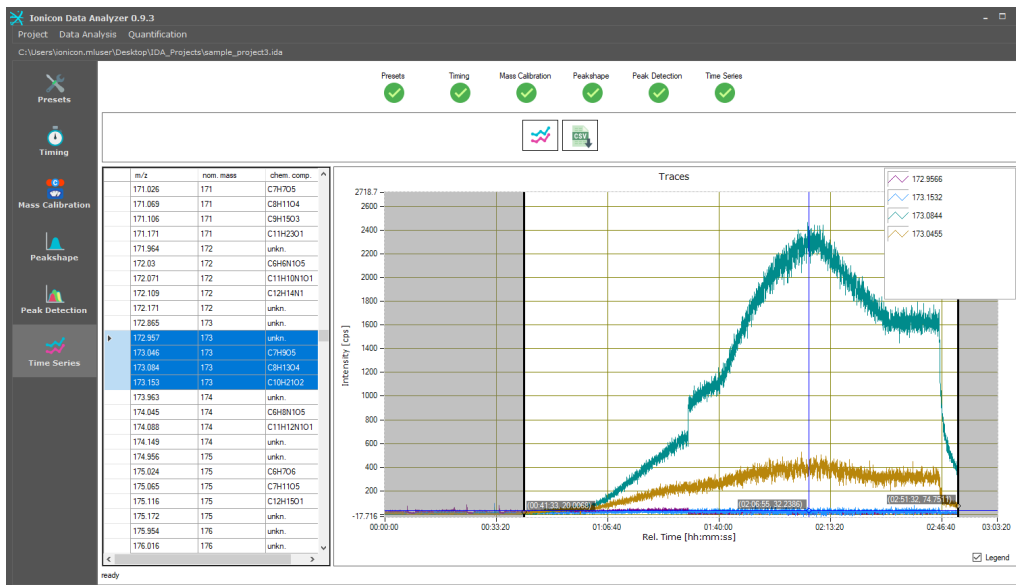 Ionicon Data Analyzer 0.9.3
Project Data Analysis Quantification
C:\Users\ionicon.mluser\Desktop\IDA_Projects\sample_project3.ida
Presets
Timing
Mass Calibration
Peakshape
Peak Detection
Time Series
Presets Timing Mass Calibration Peakshape Peak Detection Time Series
CSV
m/z nom. mass chem. comp.
171.026 171 C7H7O5
171.069 171 C8H11O4
171.106 171 C9H15O3
171.171 171 C11H23O1
171.964 172 unkn.
172.03 172 C6H6N1O5
172.071 172 C11H10N1O1
172.109 172 C12H14N1
172.171 172 unkn.
172.865 173 unkn.
172.957 173 unkn.
173.046 173 C7H9O5
173.084 173 C8H13O4
173.153 173 C10H21O2
173.963 174 unkn.
174.045 174 C6H8N1O5
174.088 174 C11H12N1O1
174.149 174 unkn.
174.956 175 unkn.
175.024 175 C6H7O6
175.065 175 C7H11O5
175.116 175 C12H15O1
175.172 175 unkn.
175.954 176 unkn.
176.016 176 unkn.
Traces
Intensity [cps]
2718.7
2600
2400
2200
2000
1800
1600
1400
1200
1000
800
600
400
200
-17.716
172.9566
173.1532
173.0844
173.0455
(00:41:33, 20.0068) (02:06:55, 32.2386) (02:51:32, 74.7511)
00:00:00 00:33:20 01:06:40 01:40:00 02:13:20 02:46:40 03:03:20
Rel. Time [hh:mm:ss]
Legend
ready